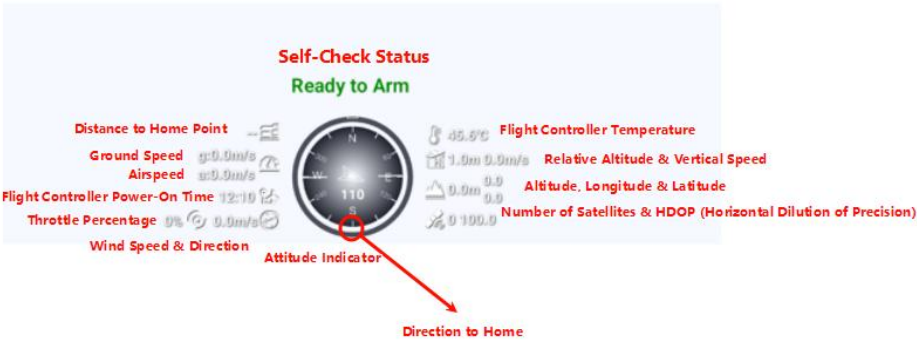 Self-Check Status
Ready to Arm
Distance to Home Point --m
Ground Speed g:0.0m/s
Airspeed a:0.0m/s
Flight Controller Power-On Time 12:10
Throttle Percentage 0% 0.0m/s
Wind Speed & Direction
N
W E
110
S
Attitude Indicator
45.6°C Flight Controller Temperature
1.0m 0.0m/s Relative Altitude & Vertical Speed
0.0m 0.0 0.0 Altitude, Longitude & Latitude
0 100.0 Number of Satellites & HDOP (Horizontal Dilution of Precision)
Direction to Home